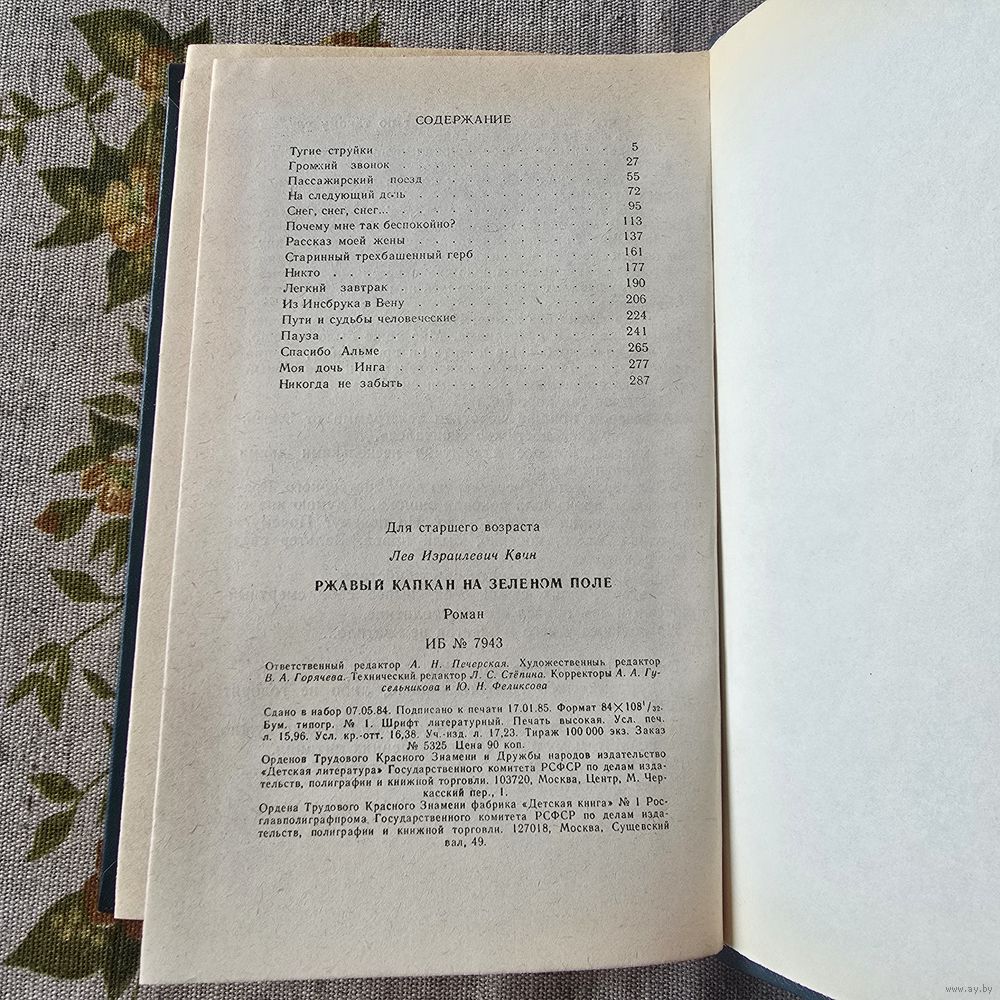 СОДЕРЖАНИЕ
Тугие струйки . . . . . . . . . . . . 5
Громкий звонок . . . . . . . . . . . . 27
Пассажирский поезд . . . . . . . . . . . . 55
На следующий день . . . . . . . . . . . . 72
Снег, снег, снег... . . . . . . . . . . . . 95
Почему мне так беспокойно? . . . . . . . . . . 113
Рассказ моей жены . . . . . . . . . . . . 137
Старинный трехбашенный герб . . . . . . . . . . 161
Никто . . . . . . . . . . . . 177
Легкий завтрак . . . . . . . . . . . . 190
Из Инсбрука в Вену . . . . . . . . . . . . 206
Пути и судьбы человеческие . . . . . . . . . . 224
Пауза . . . . . . . . . . . . 241
Спасибо Альме . . . . . . . . . . . . 265
Моя дочь Инга . . . . . . . . . . . . 277
Никогда не забыть . . . . . . . . . . . . 287
Для старшего возраста
Лев Израилевич Квин
РЖАВЫЙ КАПКАН НА ЗЕЛЕНОМ ПОЛЕ
Роман
ИБ № 7943
Ответственный редактор А. Н. Печерская. Художественный редактор
В. А. Горячева. Технический редактор Л. С. Стёпина. Корректоры А. А. Гу-
сельникова и Ю. Н. Феликсова
Сдано в набор 07.05.84. Подписано к печати 17.01.85. Формат 84×108¹/₃₂.
Бум. типогр. № 1. Шрифт литературный. Печать высокая. Усл. печ.
л. 15,96. Усл. кр.-отт. 16,38. Уч.-изд. л. 17,23. Тираж 100 000 экз. Заказ
№ 5325 Цена 90 коп.
Орденов Трудового Красного Знамени и Дружбы народов издательство
«Детская литература» Государственного комитета РСФСР по делам изда-
тельств, полиграфии и книжной торговли. 103720, Москва, Центр, М. Чер-
касский пер., 1.
Ордена Трудового Красного Знамени фабрика «Детская книга» № 1 Рос-
главполиграфпрома Государственного комитета РСФСР по делам изда-
тельств, полиграфии и книжной торговли. 127018, Москва, Сущевский
вал, 49.
www.ay.by